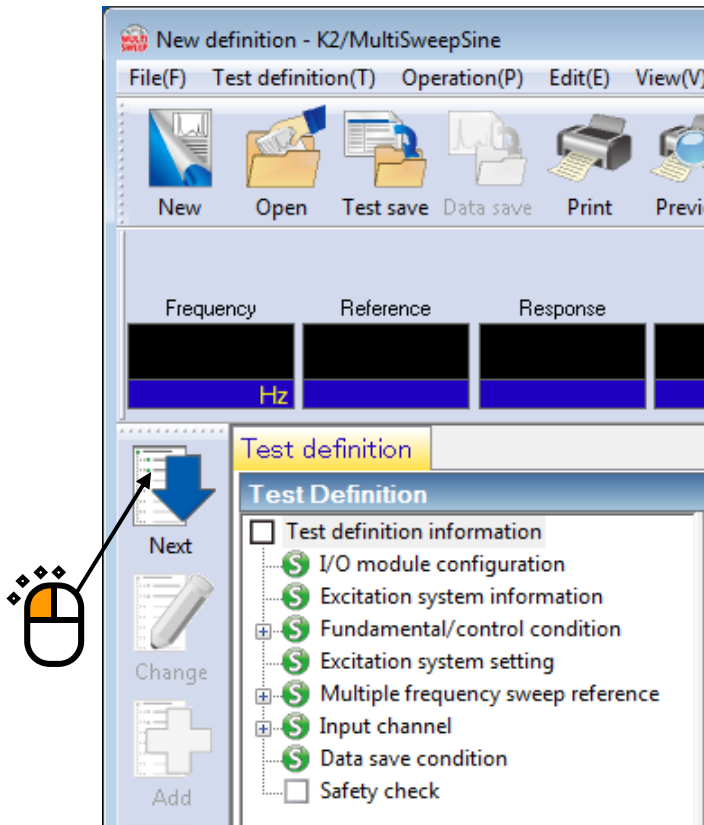 New definition - K2/MultiSweepSine
File(F) Test definition(T) Operation(P) Edit(E) View(V)
New Open Test save Data save Print Previ
Frequency Reference Response
Hz
Test definition
Test Definition
Next
Change
Add
Test definition information
S I/O module configuration
S Excitation system information
S Fundamental/control condition
S Excitation system setting
S Multiple frequency sweep reference
S Input channel
S Data save condition
Safety check